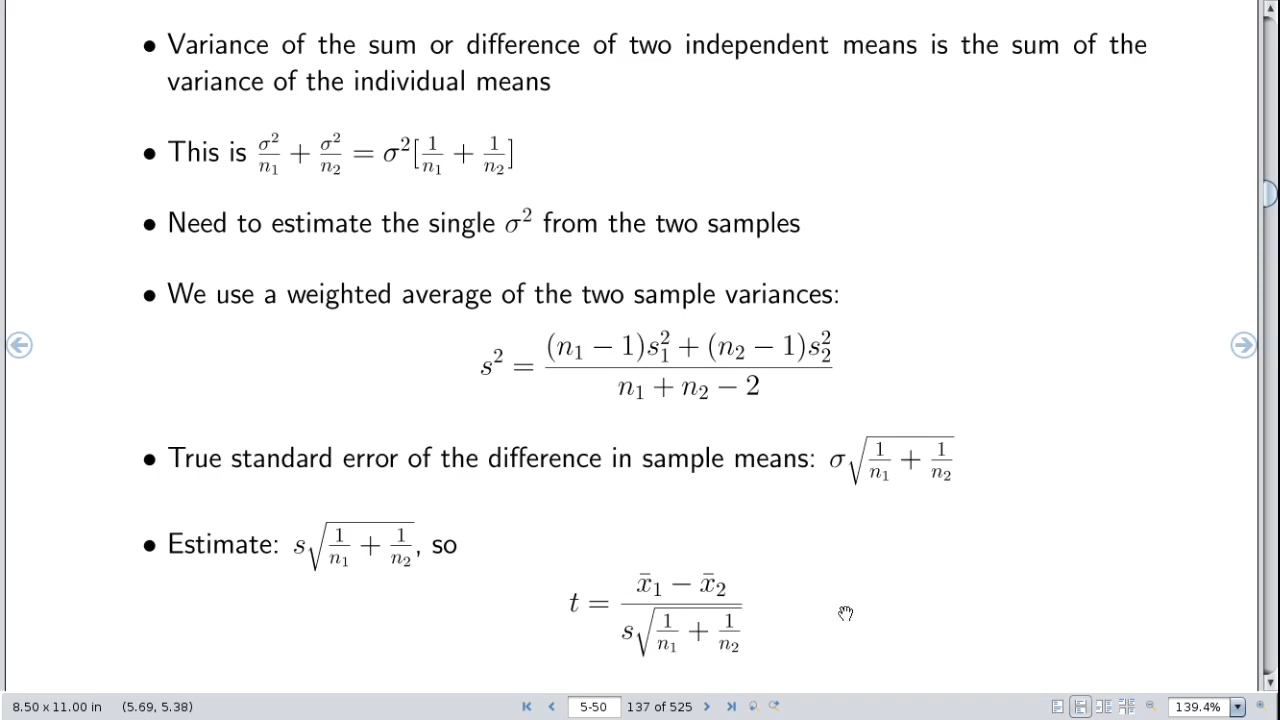 • Variance of the sum or difference of two independent means is the sum of the
variance of the individual means
• This is σ²/n₁ + σ²/n₂ = σ²[1/n₁ + 1/n₂]
• Need to estimate the single σ² from the two samples
• We use a weighted average of the two sample variances:
s² = ((n₁ − 1)s₁² + (n₂ − 1)s₂²)/(n₁ + n₂ − 2)
• True standard error of the difference in sample means: σ√(1/n₁ + 1/n₂)
• Estimate: s√(1/n₁ + 1/n₂), so
t = (x̄₁ − x̄₂)/(s√(1/n₁ + 1/n₂))
8.50 x 11.00 in (5.69, 5.38) 5-50 137 of 525 139.4%